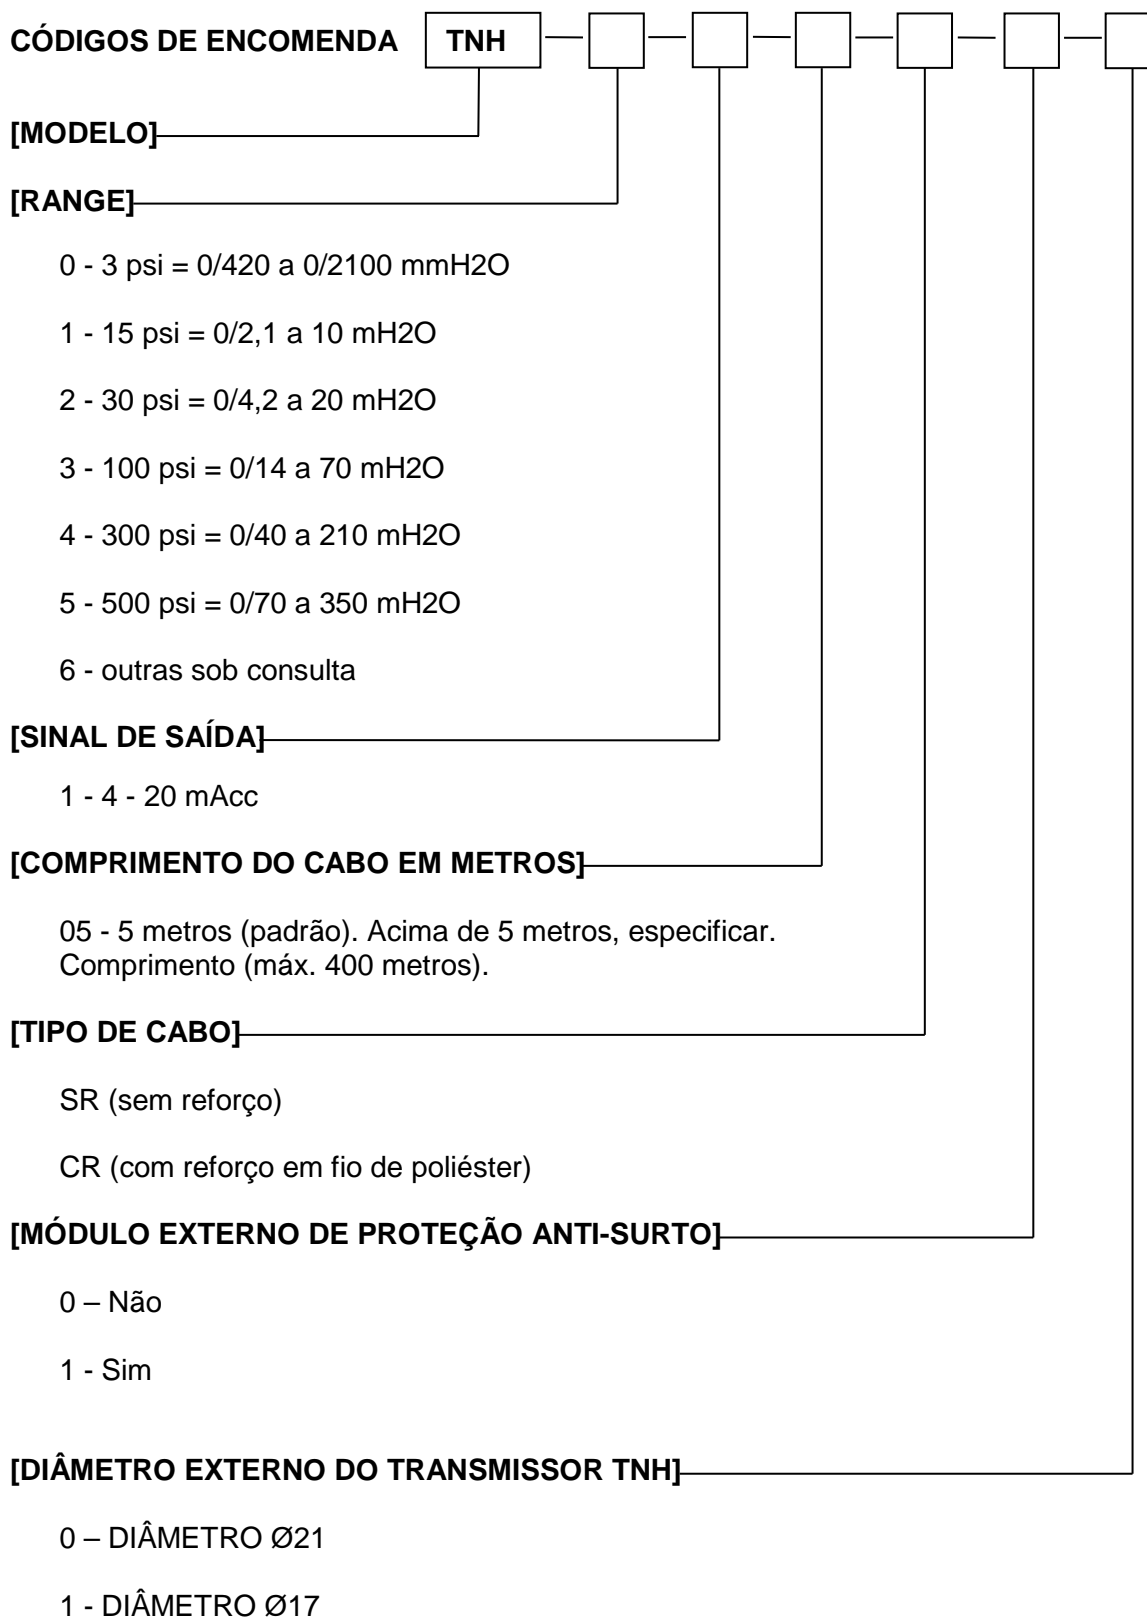 CÓDIGOS DE ENCOMENDA TNH
[MODELO]
[RANGE]
0 - 3 psi = 0/420 a 0/2100 mmH2O
1 - 15 psi = 0/2,1 a 10 mH2O
2 - 30 psi = 0/4,2 a 20 mH2O
3 - 100 psi = 0/14 a 70 mH2O
4 - 300 psi = 0/40 a 210 mH2O
5 - 500 psi = 0/70 a 350 mH2O
6 - outras sob consulta
[SINAL DE SAÍDA]
1 - 4 - 20 mAcc
[COMPRIMENTO DO CABO EM METROS]
05 - 5 metros (padrão). Acima de 5 metros, especificar.
Comprimento (máx. 400 metros).
[TIPO DE CABO]
SR (sem reforço)
CR (com reforço em fio de poliéster)
[MÓDULO EXTERNO DE PROTEÇÃO ANTI-SURTO]
0 – Não
1 - Sim
[DIÂMETRO EXTERNO DO TRANSMISSOR TNH]
0 – DIÂMETRO Ø21
1 - DIÂMETRO Ø17